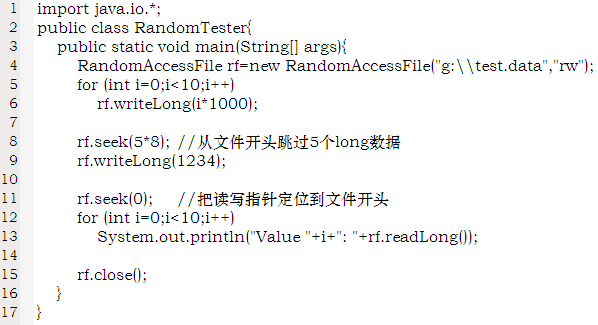 1 import java.io.*;
2 public class RandomTester{
3 public static void main(String[] args){
4 RandomAccessFile rf=new RandomAccessFile("g:\\test.data","rw");
5 for (int i=0;i<10;i++)
6 rf.writeLong(i*1000);
7
8 rf.seek(5*8); //从文件开头跳过5个long数据
9 rf.writeLong(1234);
10
11 rf.seek(0); //把读写指针定位到文件开头
12 for (int i=0;i<10;i++)
13 System.out.println("Value "+i+": "+rf.readLong());
14
15 rf.close();
16 }
17 }